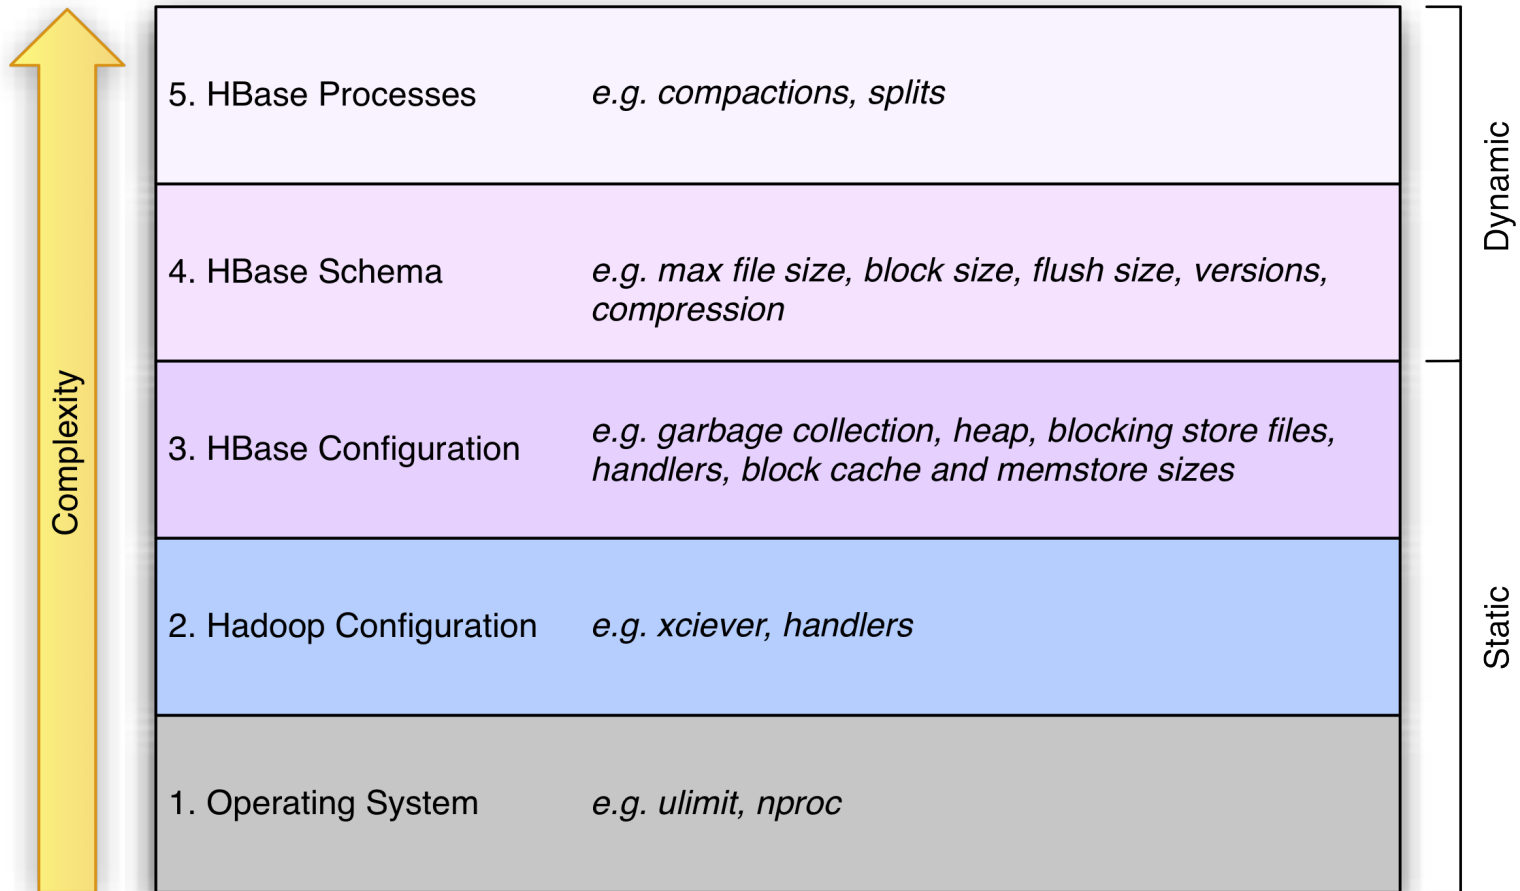 5. HBase Processes
e.g. compactions, splits
4. HBase Schema
e.g. max file size, block size, flush size, versions,
compression
3. HBase Configuration
e.g. garbage collection, heap, blocking store files,
handlers, block cache and memstore sizes
2. Hadoop Configuration
e.g. xciever, handlers
1. Operating System
e.g. ulimit, nproc
Complexity
Dynamic
Static